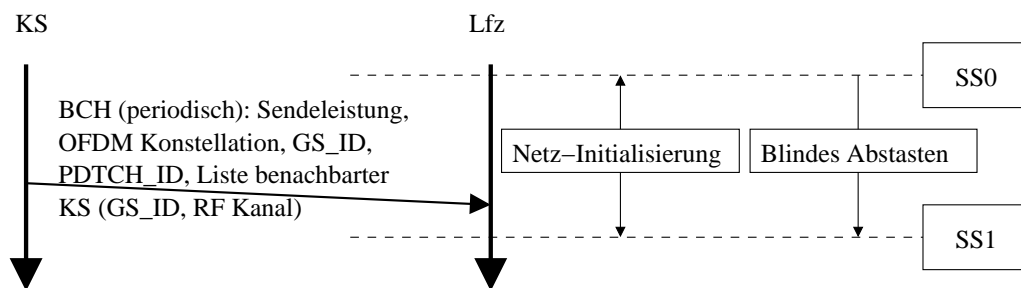 KS
Lfz
SS0
BCH (periodisch): Sendeleistung,
OFDM Konstellation, GS_ID,
PDTCH_ID, Liste benachbarter
KS (GS_ID, RF Kanal)
Netz−Initialisierung
Blindes Abstasten
SS1